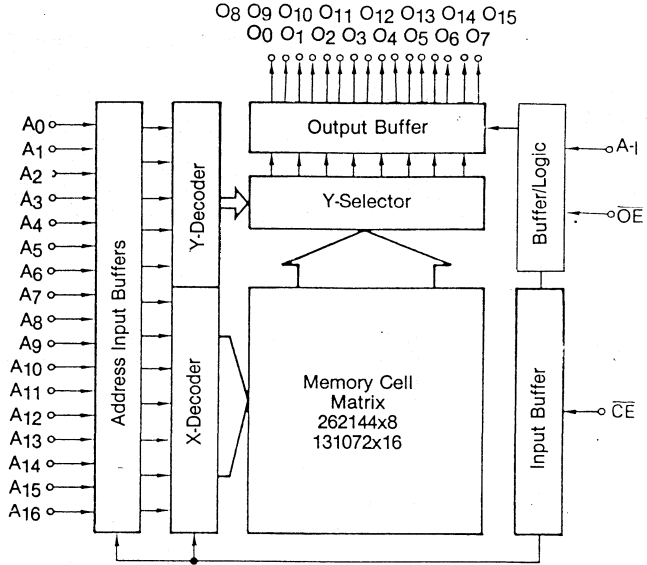 O8 O9 O10 O11 O12 O13 O14 O15
O0 O1 O2 O3 O4 O5 O6 O7
Output Buffer
Y-Selector
Y-Decoder
X-Decoder
Address Input Buffers
Buffer/Logic
Input Buffer
A-1
OE
CE
A0
A1
A2
A3
A4
A5
A6
A7
A8
A9
A10
A11
A12
A13
A14
A15
A16
Memory Cell
Matrix
262144x8
131072x16